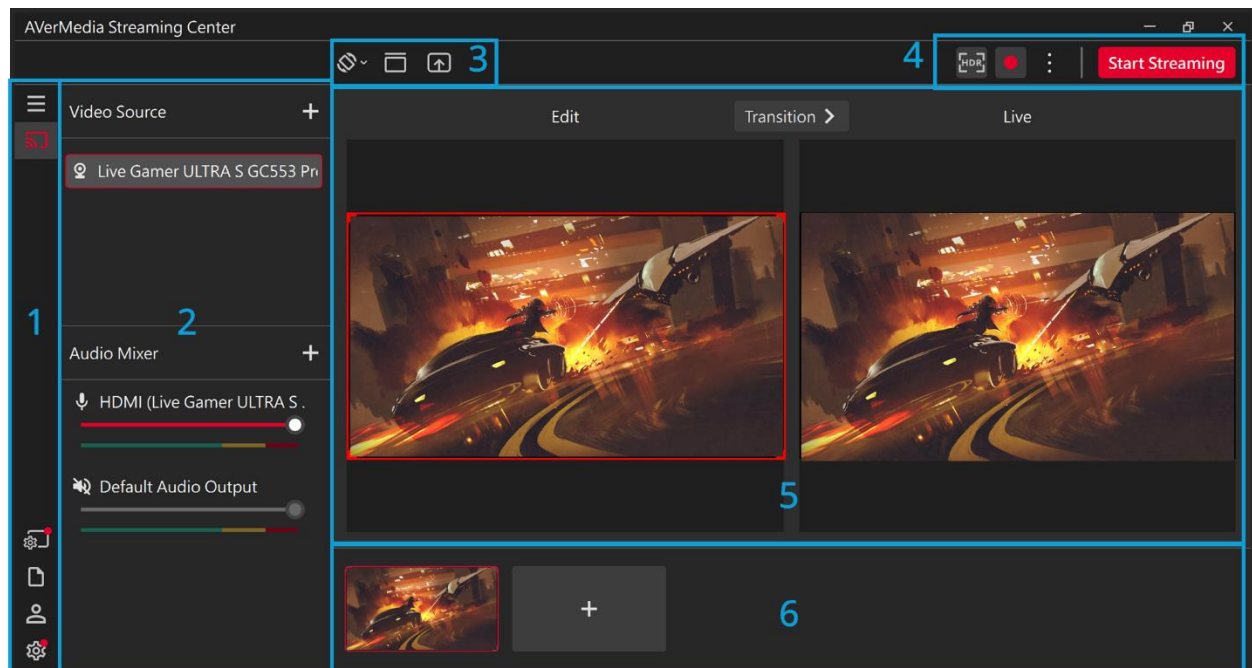 AVerMedia Streaming Center
3
4
HDR
Start Streaming
Video Source
Edit
Transition
Live
Live Gamer ULTRA S GC553 Pr
1
2
Audio Mixer
HDMI (Live Gamer ULTRA S .
Default Audio Output
5
6